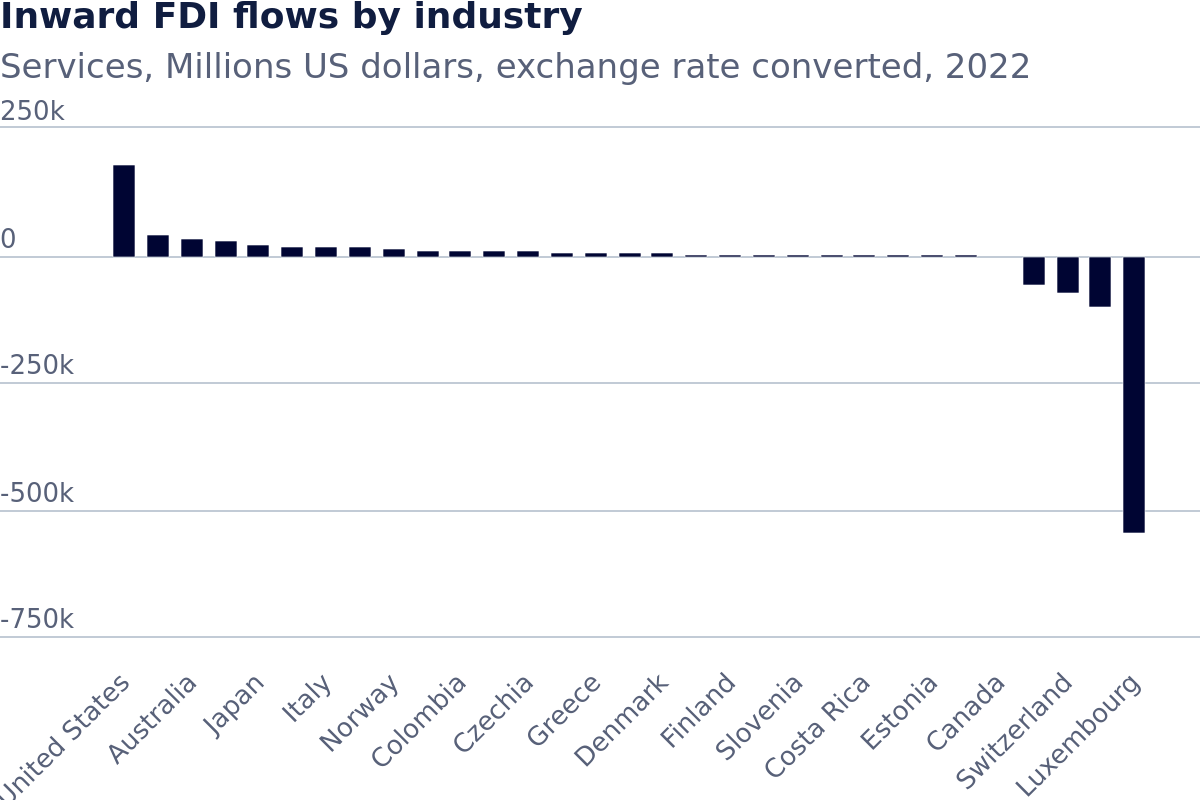 Inward FDI flows by industry
Services, Millions US dollars, exchange rate converted, 2022
250k
0
-250k
-500k
-750k
United States
Australia
Japan
Italy
Norway
Colombia
Czechia
Greece
Denmark
Finland
Slovenia
Costa Rica
Estonia
Canada
Switzerland
Luxembourg